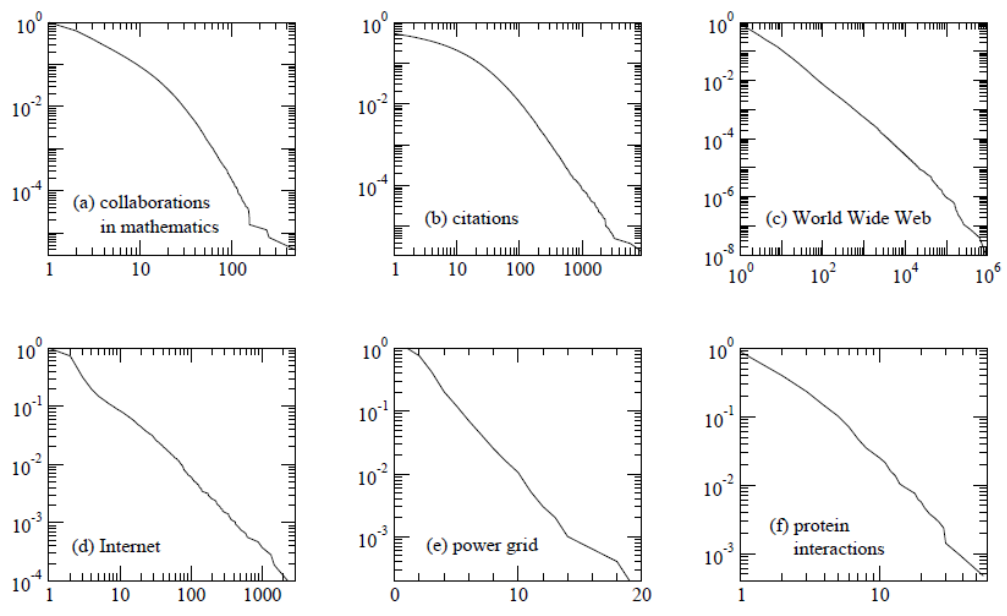 10^0
10^-2
10^-4
(a) collaborations
in mathematics
1 10 100
10^0
10^-2
10^-4
(b) citations
1 10 100 1000
10^0
10^-2
10^-4
10^-6
10^-8
(c) World Wide Web
10^0 10^2 10^4 10^6
10^0
10^-1
10^-2
10^-3
10^-4
(d) Internet
1 10 100 1000
10^0
10^-1
10^-2
10^-3
(e) power grid
0 10 20
10^0
10^-1
10^-2
10^-3
(f) protein
interactions
1 10